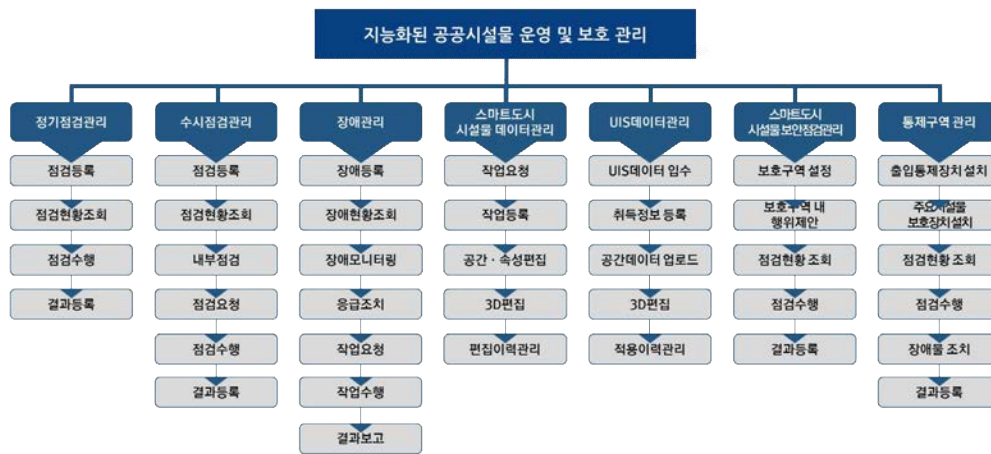 지능화된 공공시설물 운영 및 보호 관리
정기점검관리
점검등록
점검현황조회
점검수행
결과등록
수시점검관리
점검등록
점검현황조회
내부점검
점검요청
점검수행
결과등록
장애관리
장애등록
장애현황조회
장애모니터링
응급조치
작업요청
작업수행
결과보고
스마트도시
시설물 데이터관리
작업요청
작업등록
공간·속성편집
3D편집
편집이력관리
UIS데이터관리
UIS데이터 입수
취득정보 등록
공간데이터 업로드
3D편집
적용이력관리
스마트도시
시설물 보안점검관리
보호구역 설정
보호구역 내
행위제안
점검현황 조회
점검수행
결과등록
통제구역 관리
출입통제장치 설치
주요시설물
보호장치 설치
점검현황 조회
점검수행
장애물 조치
결과등록